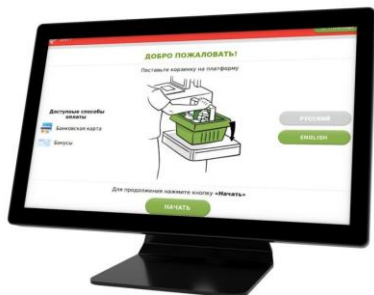 ДОБРО ПОЖАЛОВАТЬ!
Поставьте корзинку на платформу
Доступные способы
оплаты
Банковская карта
Бонусы
РУССКИЙ
ENGLISH
Для продолжения нажмите кнопку «Начать»
НАЧАТЬ